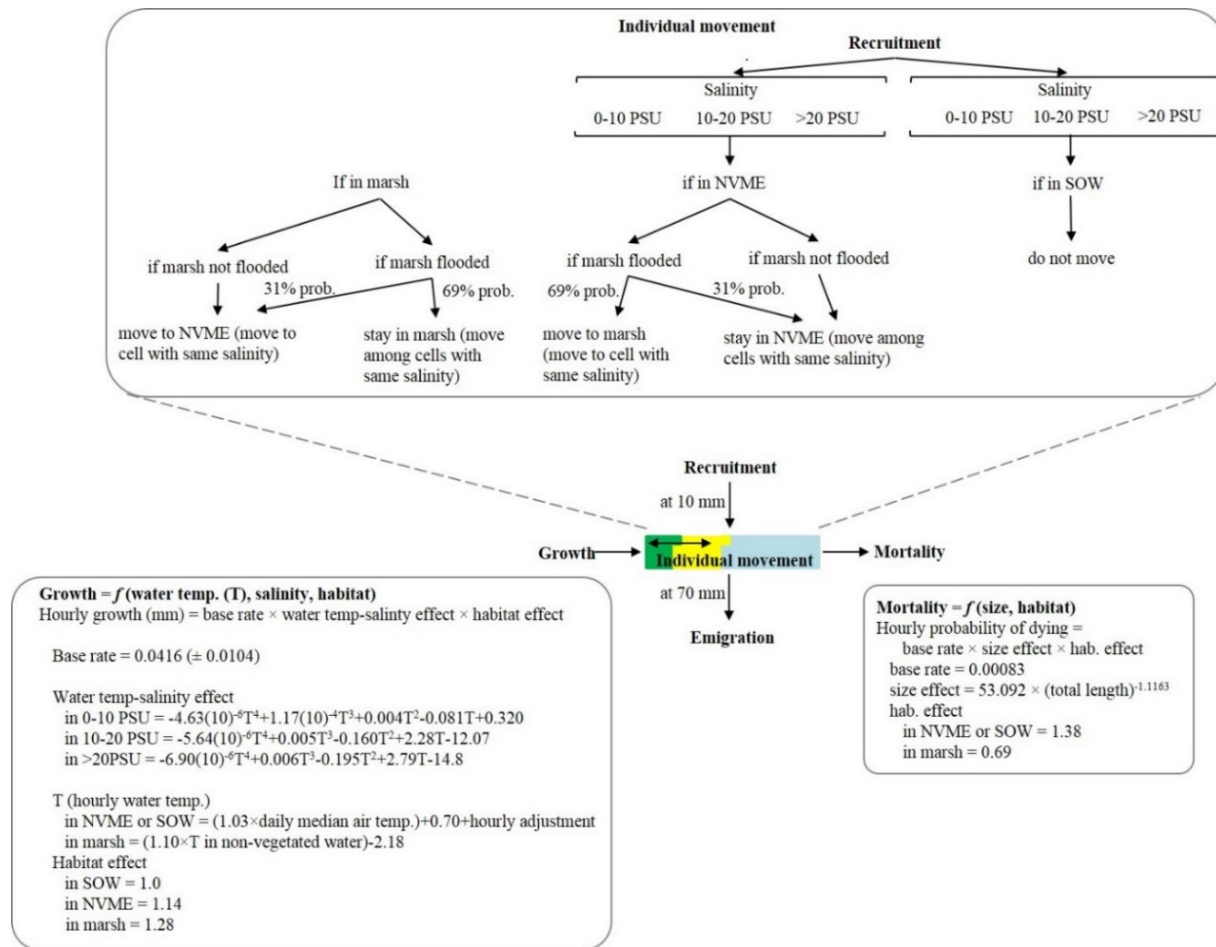 Individual movement
Recruitment
Salinity
0-10 PSU 10-20 PSU >20 PSU
Salinity
0-10 PSU 10-20 PSU >20 PSU
If in marsh
if in NVME
if in SOW
if marsh not flooded
if marsh flooded
if marsh flooded
if marsh not flooded
do not move
31% prob.
69% prob.
69% prob.
31% prob.
move to NVME (move to
cell with same salinity)
stay in marsh (move
among cells with
same salinity)
move to marsh
(move to cell with
same salinity)
stay in NVME (move among
cells with same salinity)
Recruitment
at 10 mm
Growth
Individual movement
Mortality
at 70 mm
Emigration
Growth = f (water temp. (T), salinity, habitat)
Hourly growth (mm) = base rate × water temp-salinty effect × habitat effect
Base rate = 0.0416 (± 0.0104)
Water temp-salinity effect
in 0-10 PSU = -4.63(10)⁻⁶T⁴+1.17(10)⁻⁴T³+0.004T²-0.081T+0.320
in 10-20 PSU = -5.64(10)⁻⁶T⁴+0.005T³-0.160T²+2.28T-12.07
in >20PSU = -6.90(10)⁻⁶T⁴+0.006T³-0.195T²+2.79T-14.8
T (hourly water temp.)
in NVME or SOW = (1.03×daily median air temp.)+0.70+hourly adjustment
in marsh = (1.10×T in non-vegetated water)-2.18
Habitat effect
in SOW = 1.0
in NVME = 1.14
in marsh = 1.28
Mortality = f (size, habitat)
Hourly probability of dying =
base rate × size effect × hab. effect
base rate = 0.00083
size effect = 53.092 × (total length)⁻¹·¹¹⁶³
hab. effect
in NVME or SOW = 1.38
in marsh = 0.69